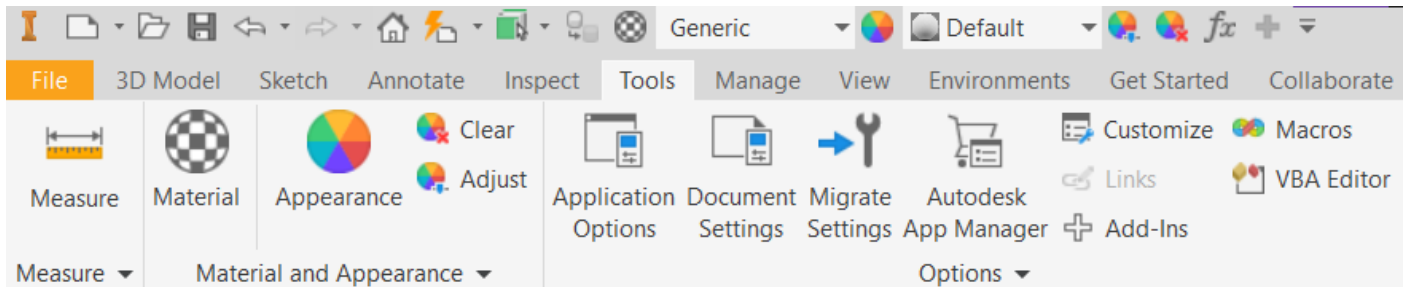 I Generic Default fx
File 3D Model Sketch Annotate Inspect Tools Manage View Environments Get Started Collaborate
Measure
Material
Appearance
Clear
Adjust
Application
Options
Document
Settings
Migrate
Settings
Autodesk
App Manager
Customize
Links
Add-Ins
Macros
VBA Editor
Measure
Material and Appearance
Options